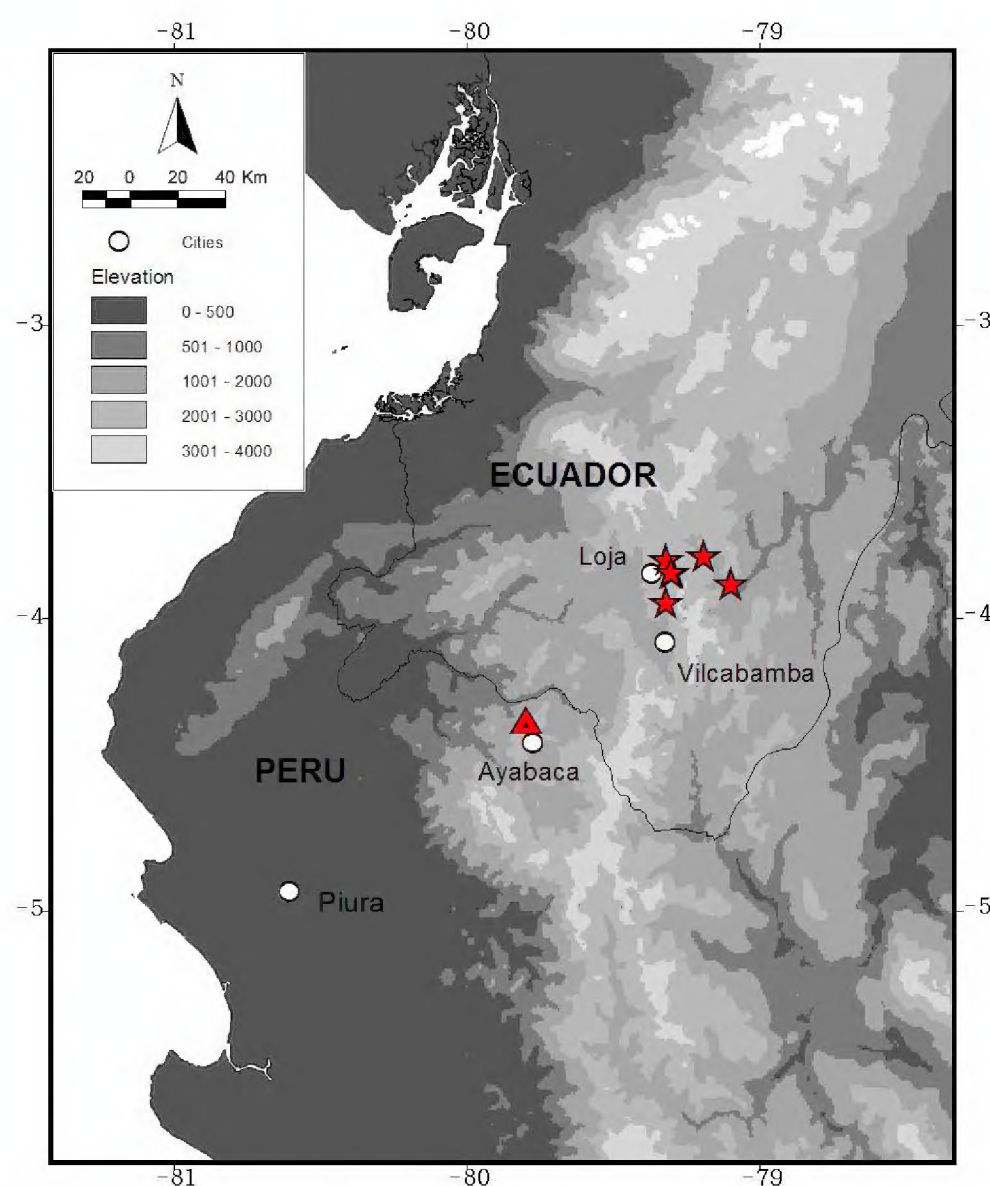 -81 -80 -79
N
20 0 20 40 Km
Cities
Elevation
0 - 500
501 - 1000
1001 - 2000
2001 - 3000
3001 - 4000
-3 -3
ECUADOR
Loja
-4 -4
Vilcabamba
PERU
Ayabaca
Piura
-5 -5
-81 -80 -79